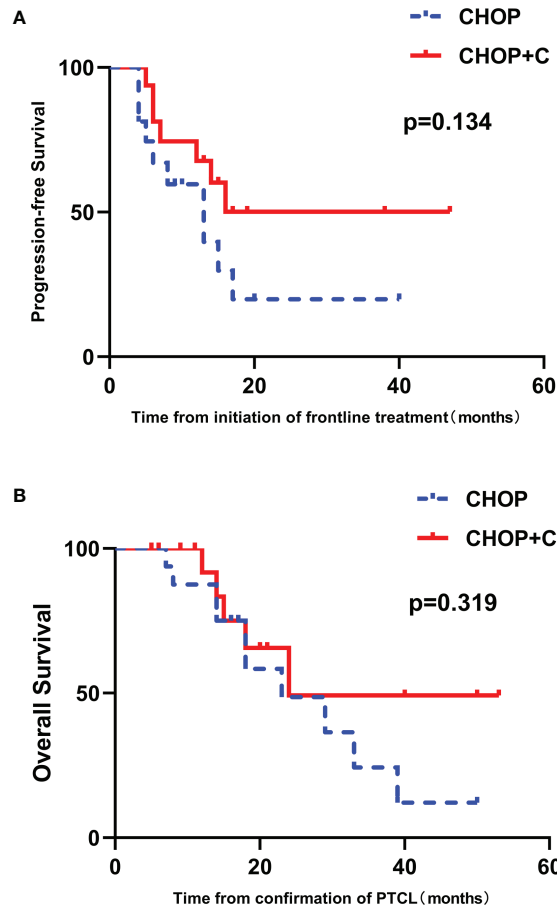 A
CHOP
CHOP+C
p=0.134
100
50
0
Progression-free Survival
0 20 40 60
Time from initiation of frontline treatment(months)
B
CHOP
CHOP+C
p=0.319
100
50
0
Overall Survival
0 20 40 60
Time from confirmation of PTCL(months)